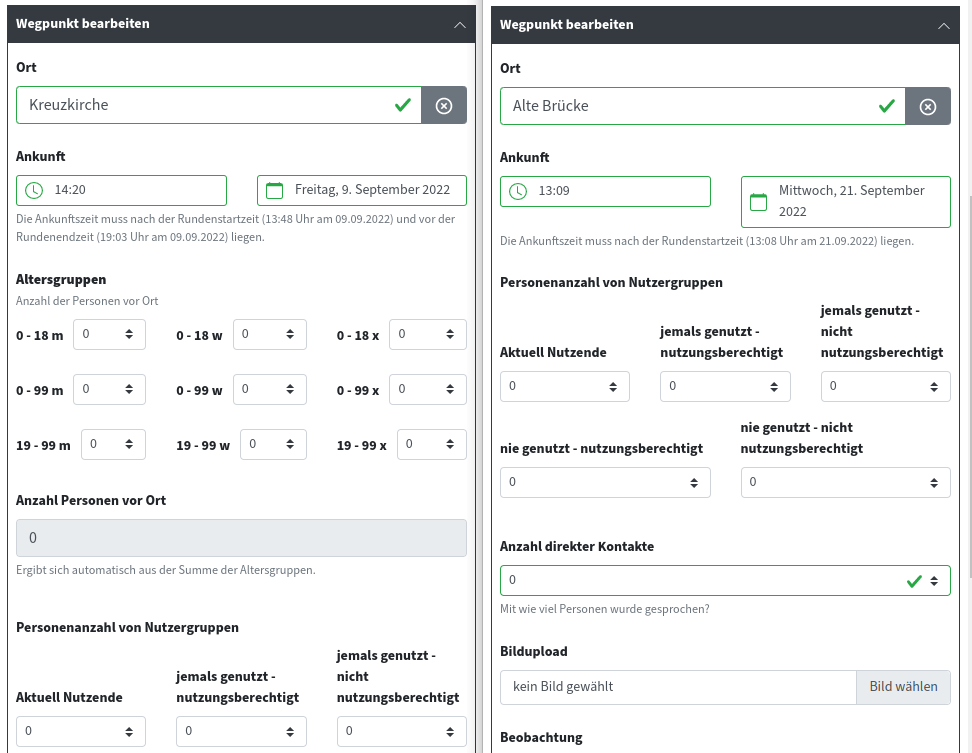 Wegpunkt bearbeiten
Ort
Kreuzkirche
Ankunft
14:20
Freitag, 9. September 2022
Die Ankunftszeit muss nach der Rundenstartzeit (13:48 Uhr am 09.09.2022) und vor der
Rundenendzeit (19:03 Uhr am 09.09.2022) liegen.
Altersgruppen
Anzahl der Personen vor Ort
0 - 18 m 0 0 - 18 w 0 0 - 18 x 0
0 - 99 m 0 0 - 99 w 0 0 - 99 x 0
19 - 99 m 0 19 - 99 w 0 19 - 99 x 0
Anzahl Personen vor Ort
0
Ergibt sich automatisch aus der Summe der Altersgruppen.
Personenanzahl von Nutzergruppen
Aktuell Nutzende
0
jemals genutzt -
nutzungsberechtigt
0
jemals genutzt -
nicht
nutzungsberechtigt
0
Wegpunkt bearbeiten
Ort
Alte Brücke
Ankunft
13:09
Mittwoch, 21. September
2022
Die Ankunftszeit muss nach der Rundenstartzeit (13:08 Uhr am 21.09.2022) liegen.
Personenanzahl von Nutzergruppen
Aktuell Nutzende
0
jemals genutzt -
nutzungsberechtigt
0
jemals genutzt -
nicht
nutzungsberechtigt
0
nie genutzt - nutzungsberechtigt
0
nie genutzt - nicht
nutzungsberechtigt
0
Anzahl direkter Kontakte
0
Mit wie viel Personen wurde gesprochen?
Bildupload
kein Bild gewählt
Bild wählen
Beobachtung